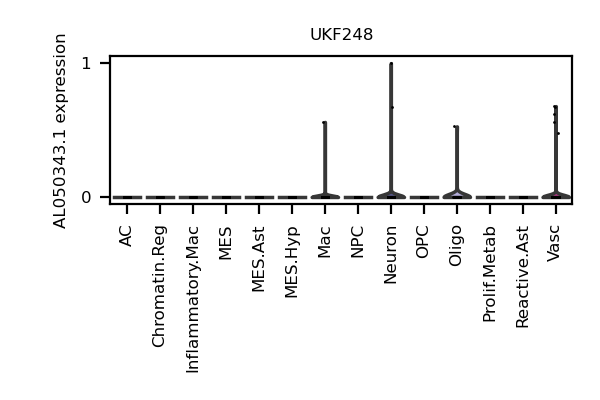 UKF248
AL050343.1 expression
1
0
AC
Chromatin.Reg
Inflammatory.Mac
MES
MES.Ast
MES.Hyp
Mac
NPC
Neuron
OPC
Oligo
Prolif.Metab
Reactive.Ast
Vasc